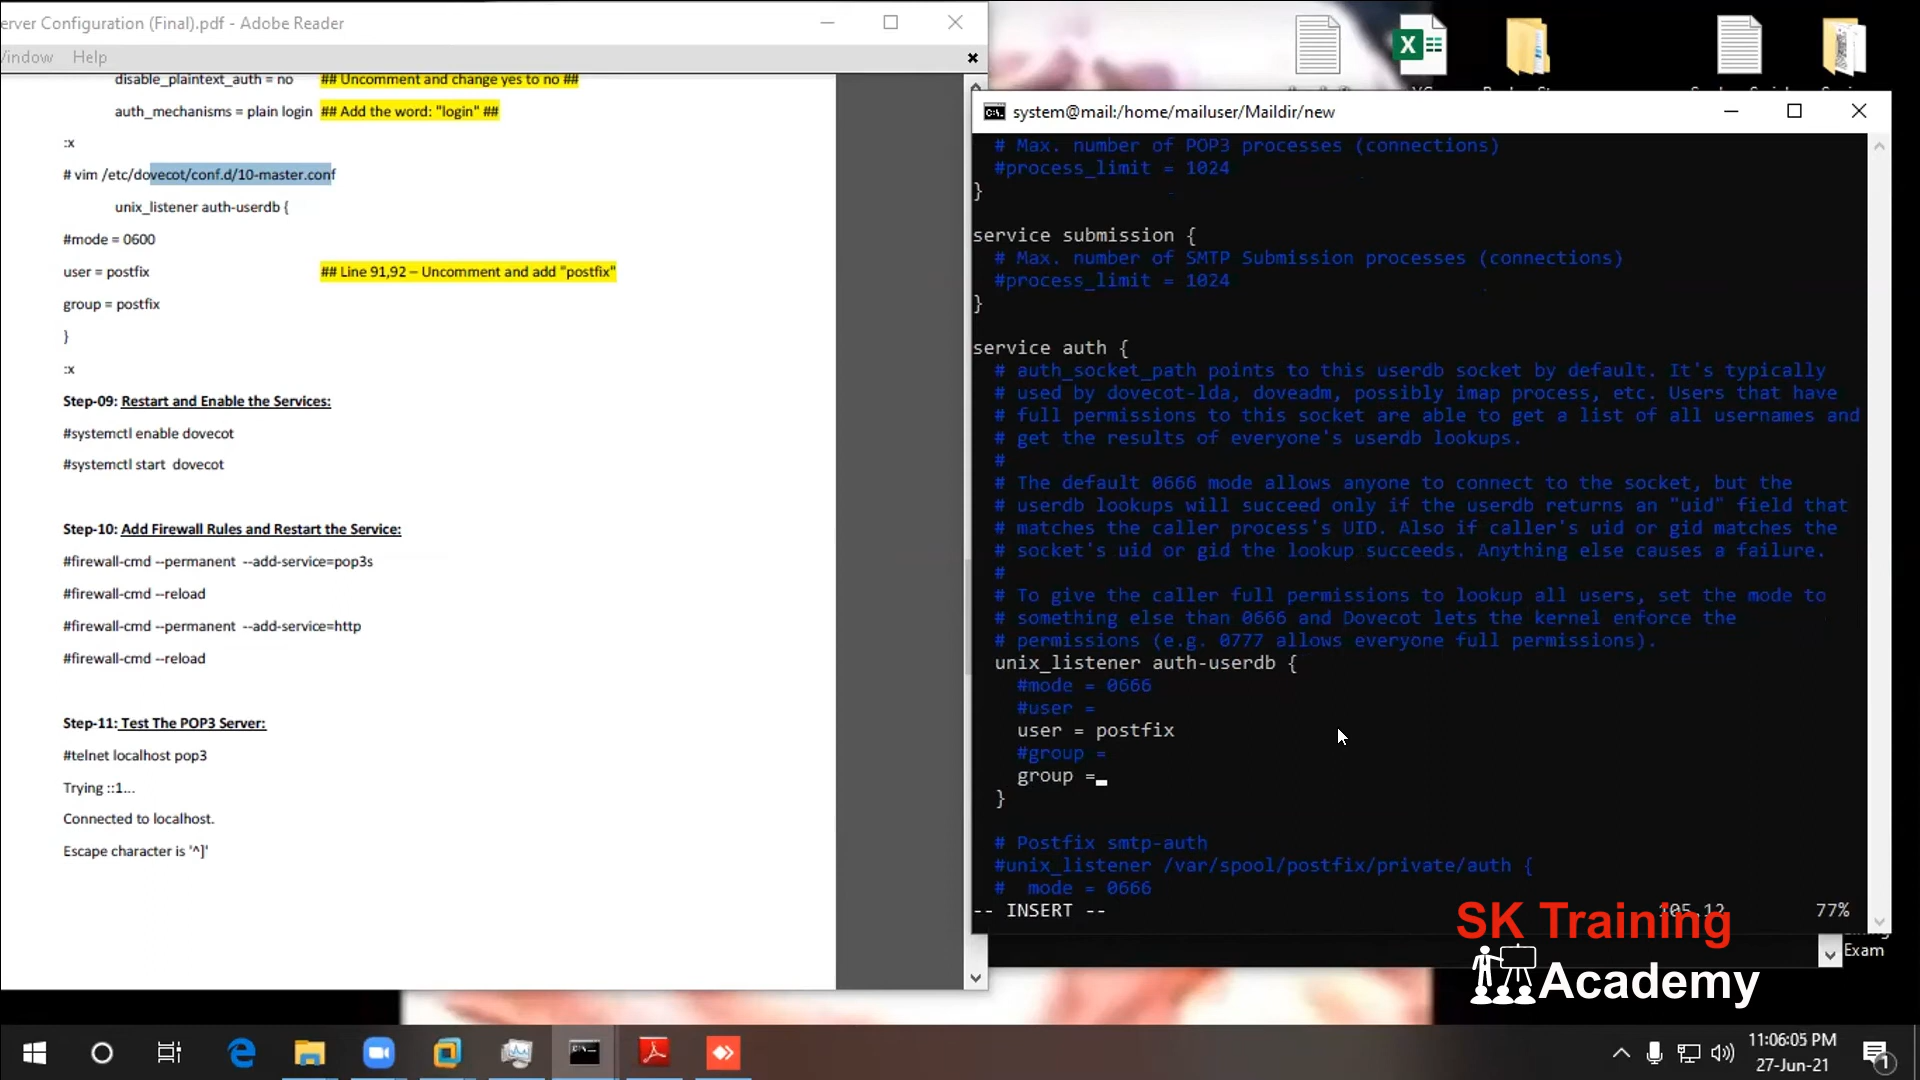 erver Configuration (Final).pdf - Adobe Reader
Window Help
disable_plaintext_auth = no ## Uncomment and change yes to no ##
auth_mechanisms = plain login ## Add the word: "login" ##
:x
# vim /etc/dovecot/conf.d/10-master.conf
unix_listener auth-userdb {
#mode = 0600
user = postfix ## Line 91,92 – Uncomment and add "postfix"
group = postfix
}
:x
Step-09: Restart and Enable the Services:
#systemctl enable dovecot
#systemctl start dovecot
Step-10: Add Firewall Rules and Restart the Service:
#firewall-cmd --permanent --add-service=pop3s
#firewall-cmd --reload
#firewall-cmd --permanent --add-service=http
#firewall-cmd --reload
Step-11: Test The POP3 Server:
#telnet localhost pop3
Trying ::1...
Connected to localhost.
Escape character is '^]'
system@mail:/home/mailuser/Maildir/new
# Max. number of POP3 processes (connections)
#process_limit = 1024
}
service submission {
# Max. number of SMTP Submission processes (connections)
#process_limit = 1024
}
service auth {
# auth_socket_path points to this userdb socket by default. It's typically
# used by dovecot-lda, doveadm, possibly imap process, etc. Users that have
# full permissions to this socket are able to get a list of all usernames and
# get the results of everyone's userdb lookups.
#
# The default 0666 mode allows anyone to connect to the socket, but the
# userdb lookups will succeed only if the userdb returns an "uid" field that
# matches the caller process's UID. Also if caller's uid or gid matches the
# socket's uid or gid the lookup succeeds. Anything else causes a failure.
#
# To give the caller full permissions to lookup all users, set the mode to
# something else than 0666 and Dovecot lets the kernel enforce the
# permissions (e.g. 0777 allows everyone full permissions).
unix_listener auth-userdb {
#mode = 0666
#user =
user = postfix
#group =
group =
}
# Postfix smtp-auth
#unix_listener /var/spool/postfix/private/auth {
# mode = 0666
-- INSERT -- 105,12 77%
SK Training
Academy
Exam
11:06:05 PM
27-Jun-21
1